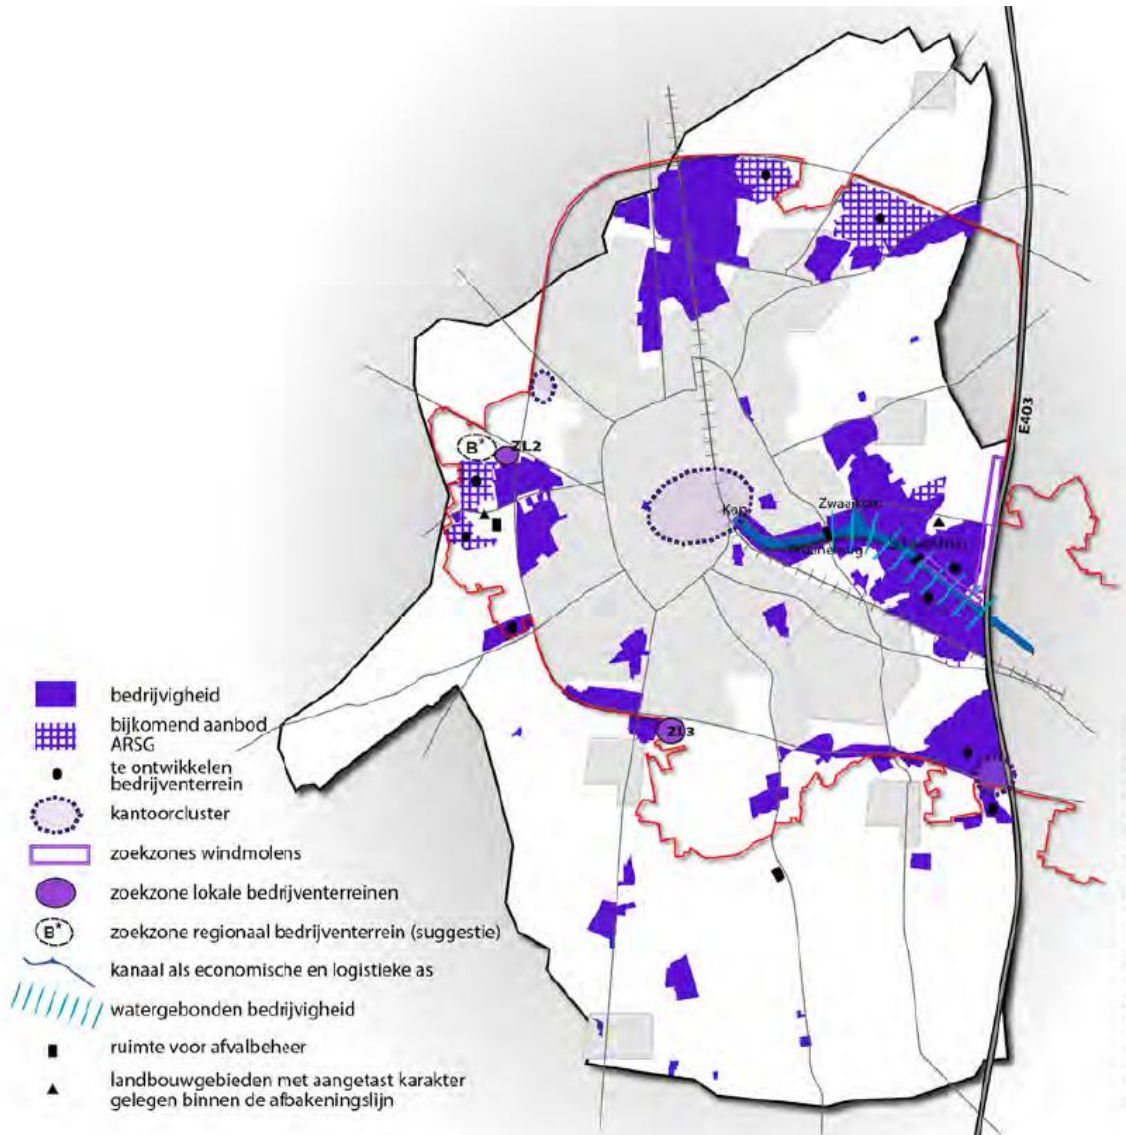 E403
B*
ZL2
Zwaaikom
Kop
ZL3
bedrijvigheid
bijkomend aanbod
ARSG
te ontwikkelen
bedrijventerrein
kantoorcluster
zoekzones windmolens
zoekzone lokale bedrijventerreinen
B*
zoekzone regionaal bedrijventerrein (suggestie)
kanaal als economische en logistieke as
watergebonden bedrijvigheid
ruimte voor afvalbeheer
landbouwgebieden met aangetast karakter
gelegen binnen de afbakeningslijn